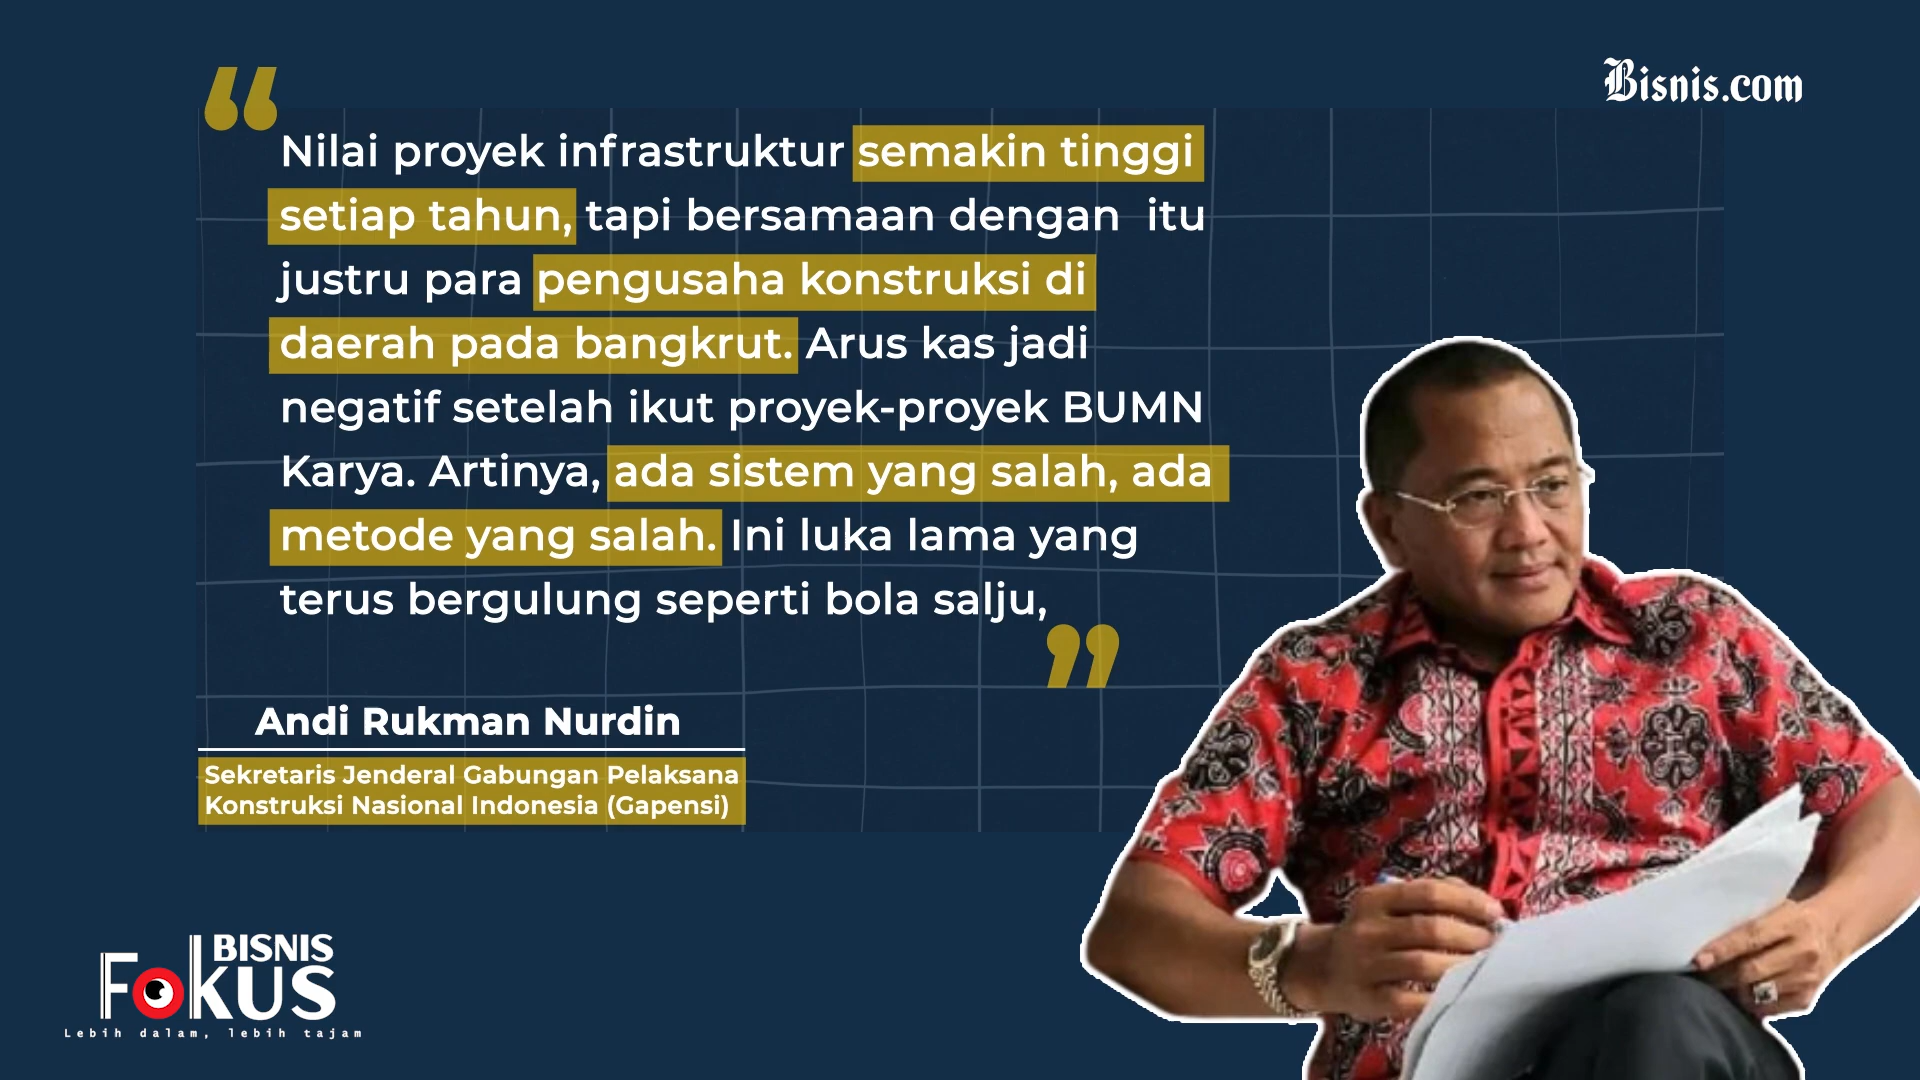 Bisnis.com
“
Nilai proyek infrastruktur semakin tinggi
setiap tahun, tapi bersamaan dengan itu
justru para pengusaha konstruksi di
daerah pada bangkrut. Arus kas jadi
negatif setelah ikut proyek-proyek BUMN
Karya. Artinya, ada sistem yang salah, ada
metode yang salah. Ini luka lama yang
terus bergulung seperti bola salju,
”
Andi Rukman Nurdin
Sekretaris Jenderal Gabungan Pelaksana
Konstruksi Nasional Indonesia (Gapensi)
BISNIS
FOKUS
Lebih dalam, lebih tajam